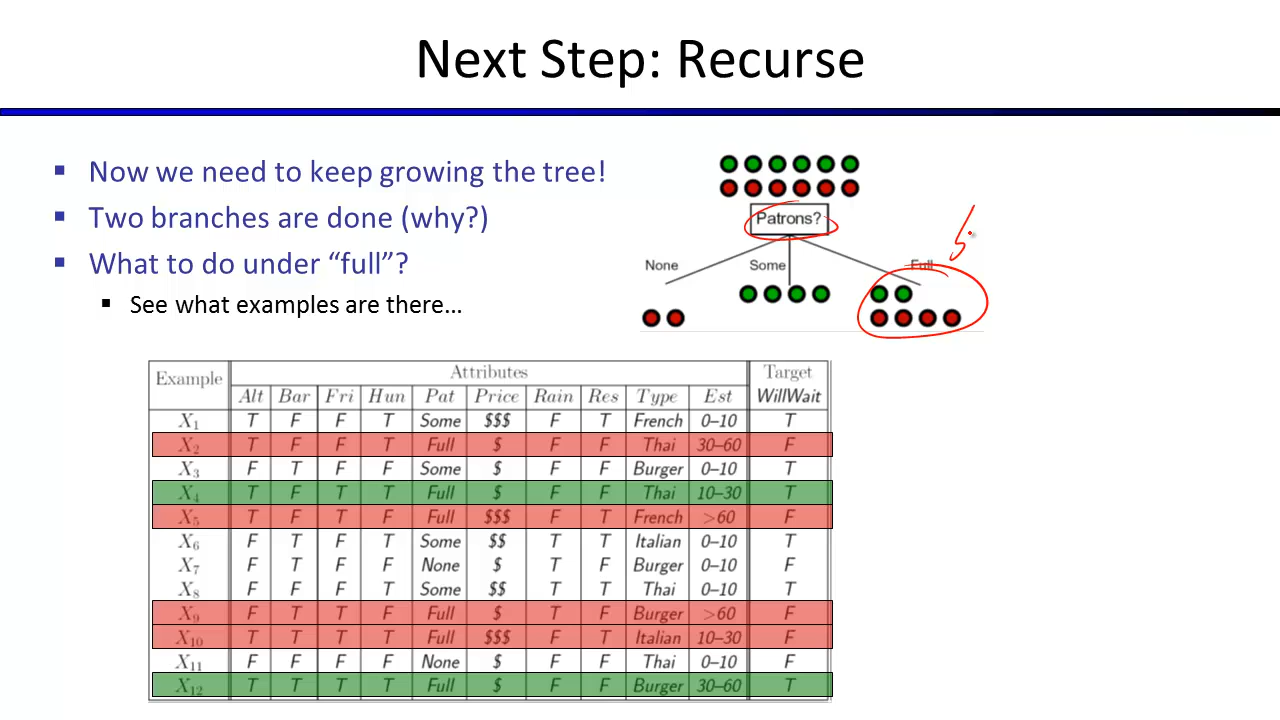 Next Step: Recurse
Now we need to keep growing the tree!
Two branches are done (why?)
What to do under “full”?
See what examples are there…
Patrons?
None Some Full
Example Attributes Target
Alt Bar Fri Hun Pat Price Rain Res Type Est WillWait
X1 T F F T Some $$$ F T French 0–10 T
X2 T F F T Full $ F F Thai 30–60 F
X3 F T F F Some $ F F Burger 0–10 T
X4 T F T T Full $ F F Thai 10–30 T
X5 T F T F Full $$$ F T French >60 F
X6 F T F T Some $$ T T Italian 0–10 T
X7 F T F F None $ T F Burger 0–10 F
X8 F F F T Some $$ T T Thai 0–10 T
X9 F T T F Full $ T F Burger >60 F
X10 T T T T Full $$$ F T Italian 10–30 F
X11 F F F F None $ F F Thai 0–10 F
X12 T T T T Full $ F F Burger 30–60 T